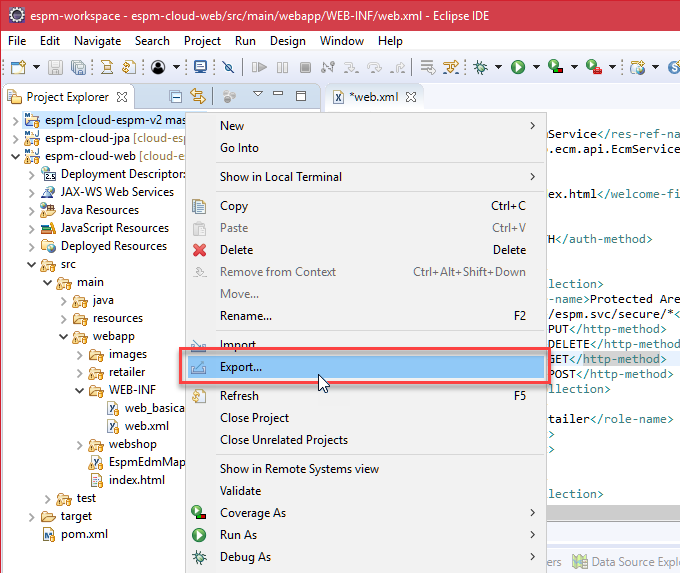 espm-workspace - espm-cloud-web/src/main/webapp/WEB-INF/web.xml - Eclipse IDE
File Edit Navigate Search Project Run Design Window Help
Project Explorer
*web.xml
espm [cloud-espm-v2 mas
espm-cloud-jpa [cloud-esp
espm-cloud-web [cloud-e
Deployment Descriptor:
JAX-WS Web Services
Java Resources
JavaScript Resources
Deployed Resources
src
main
java
resources
webapp
images
retailer
WEB-INF
web_basica
web.xml
webshop
EspmEdmMap
index.html
test
target
pom.xml
New
Go Into
Show in Local Terminal
Copy Ctrl+C
Paste Ctrl+V
Delete Delete
Remove from Context Ctrl+Alt+Shift+Down
Move...
Rename... F2
Import...
Export...
Refresh F5
Close Project
Close Unrelated Projects
Show in Remote Systems view
Validate
Coverage As
Run As
Debug As
mService</res-ref-na
p.ecm.api.EcmService
ex.html</welcome-fi
TH</auth-method>
llection>
-name>Protected Are
/espm.svc/secure/*<
PUT</http-method>
DELETE</http-method>
GET</http-method>
POST</http-method>
llection>
etailer</role-name>
>
>
llection>
ers
Data Source Explo